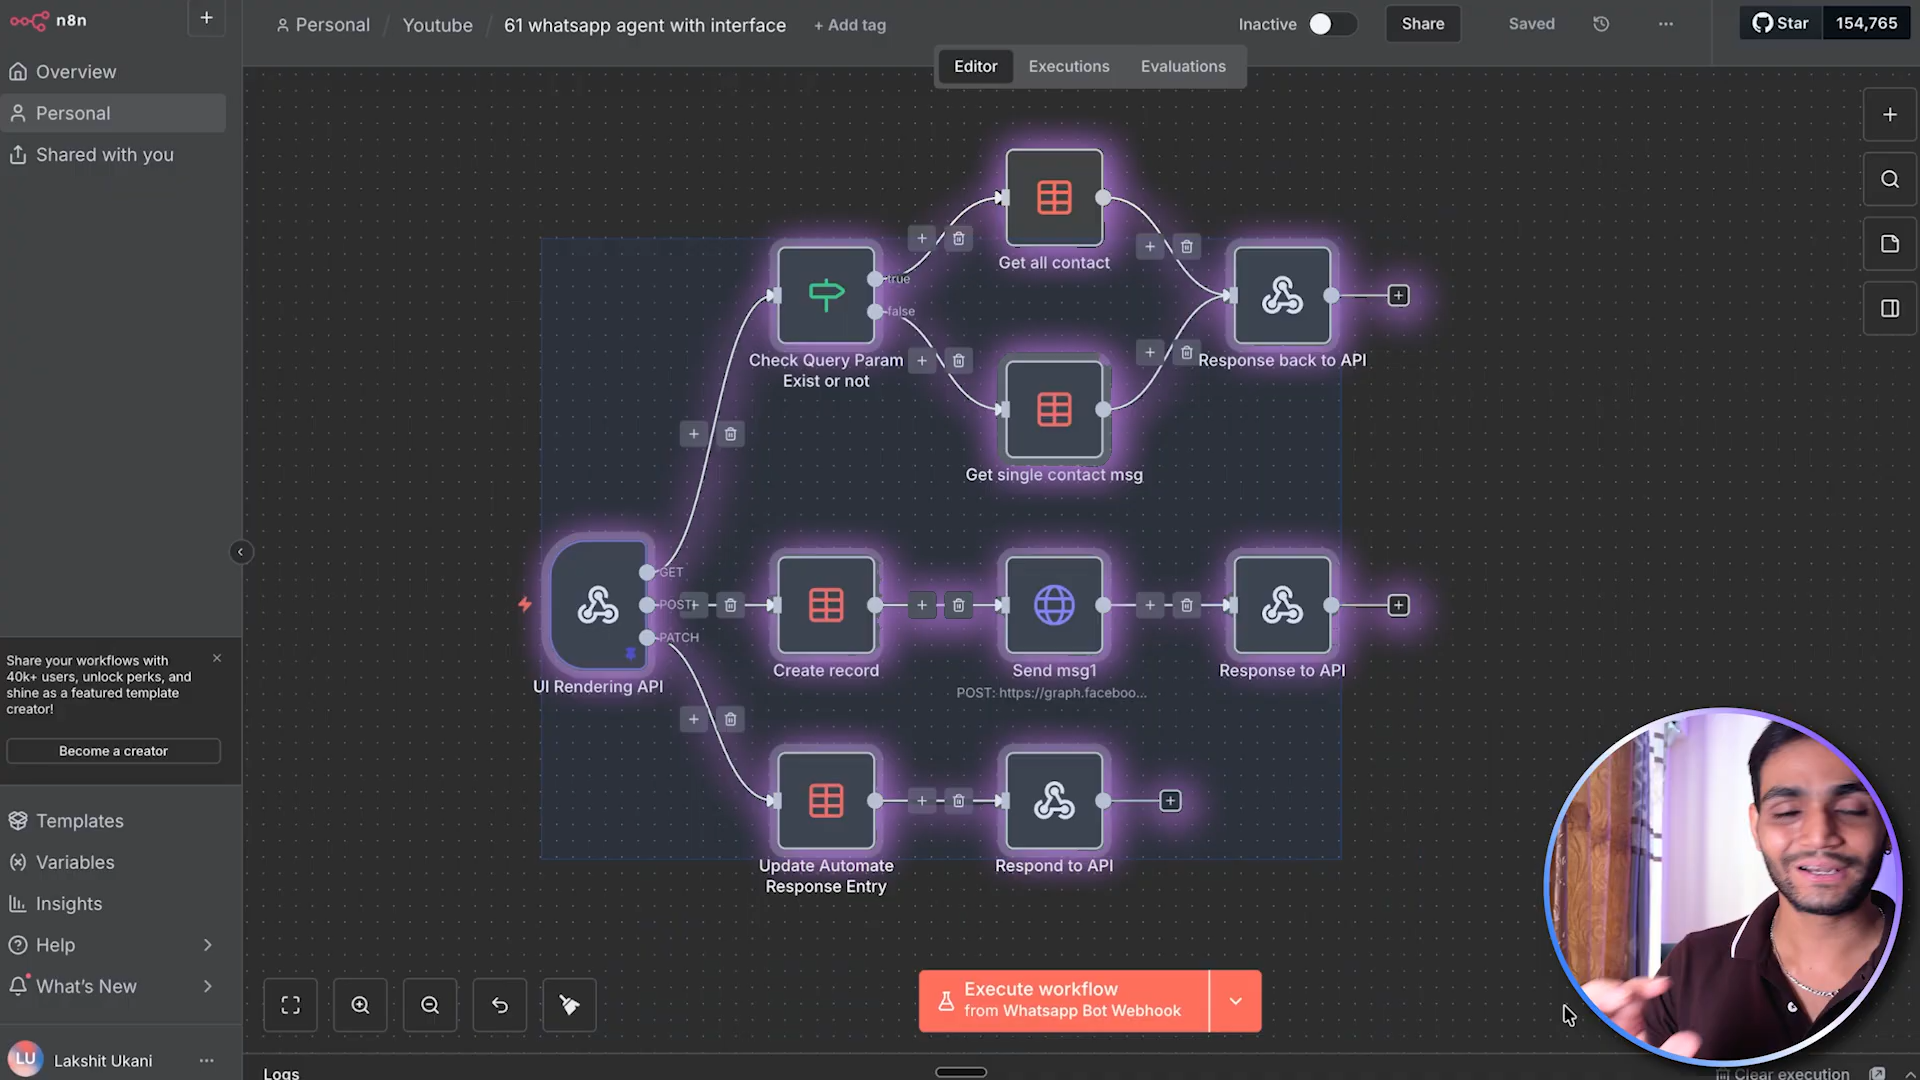 n8n
Overview
Personal
Shared with you
Share your workflows with
40k+ users, unlock perks, and
shine as a featured template
creator!
Become a creator
Templates
Variables
Insights
Help
What's New
LU
Lakshit Ukani
Personal / Youtube / 61 whatsapp agent with interface + Add tag
Inactive
Share
Saved
Star 154,765
Editor Executions Evaluations
Get all contact
true
false
Check Query Param
Exist or not
Response back to API
Get single contact msg
GET
POST
PATCH
UI Rendering API
Create record
Send msg1
POST: https://graph.faceboo...
Response to API
Update Automate
Response Entry
Respond to API
Execute workflow
from Whatsapp Bot Webhook
Logs
Clear execution